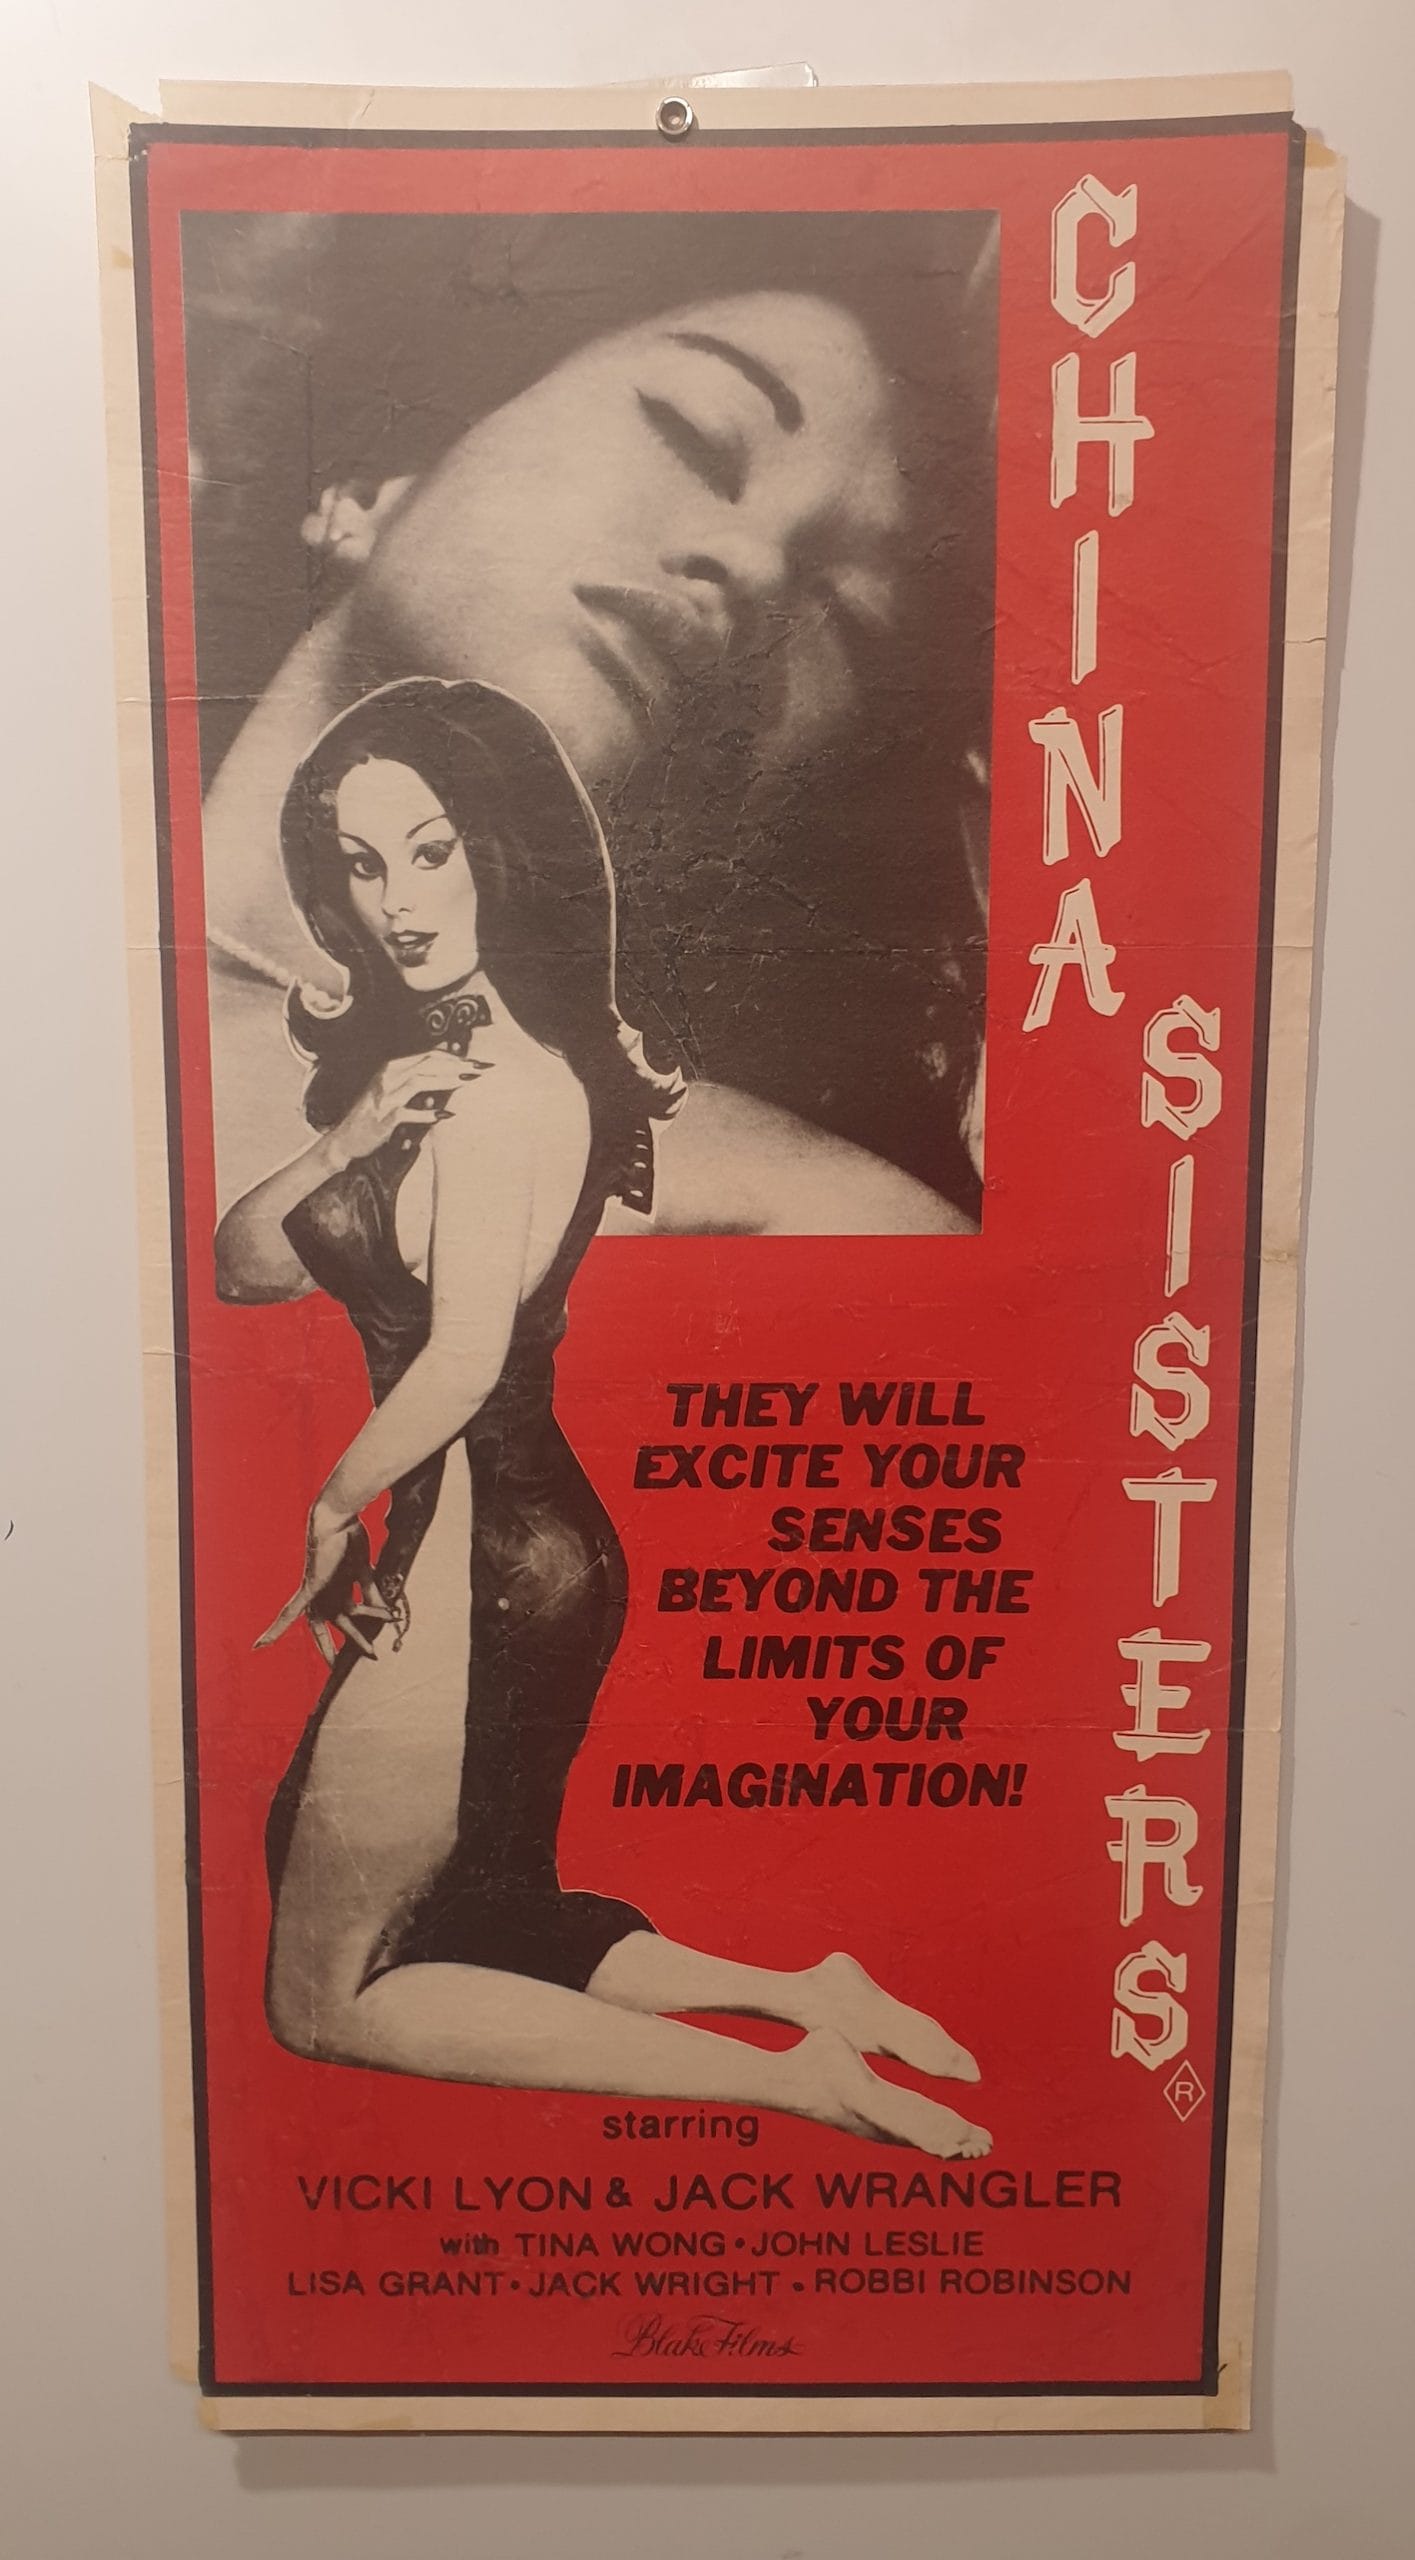 CHINA
SISTERS
R
THEY WILL
EXCITE YOUR
SENSES
BEYOND THE
LIMITS OF
YOUR
IMAGINATION!
starring
VICKI LYON & JACK WRANGLER
with TINA WONG • JOHN LESLIE
LISA GRANT • JACK WRIGHT • ROBBI ROBINSON
Blake Films